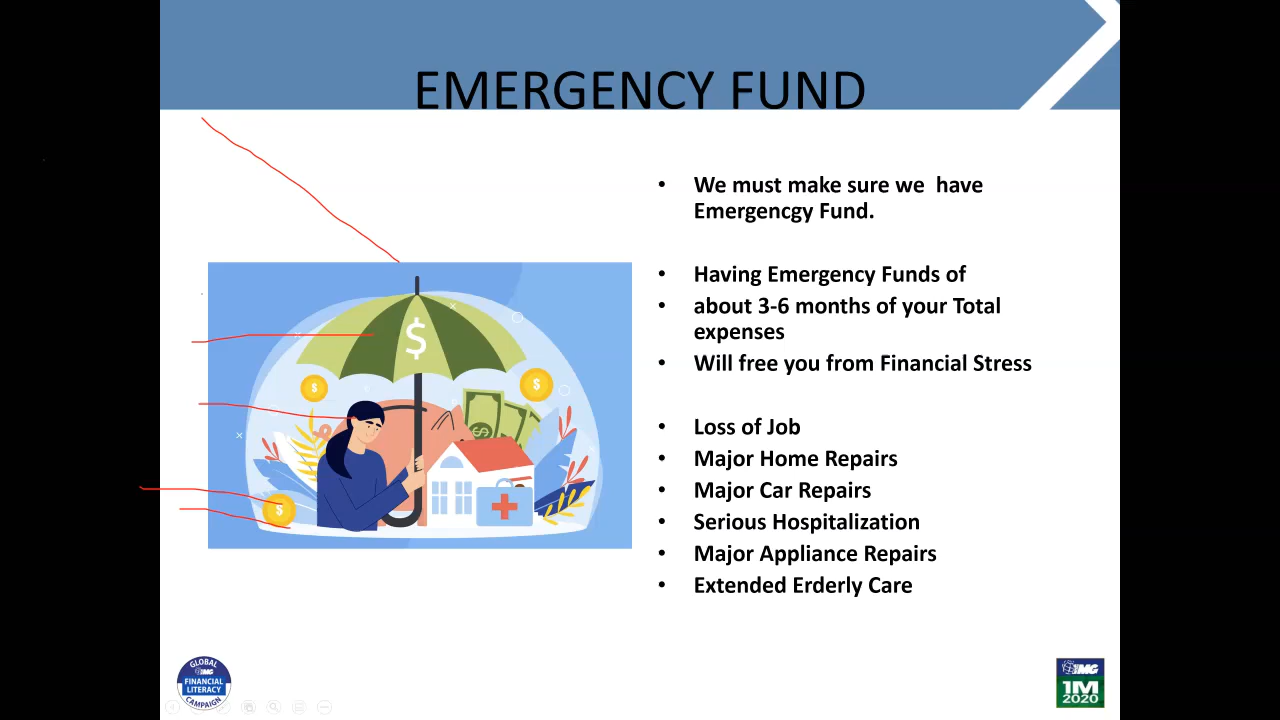 EMERGENCY FUND
• We must make sure we have
Emergencgy Fund.
• Having Emergency Funds of
• about 3-6 months of your Total
expenses
• Will free you from Financial Stress
• Loss of Job
• Major Home Repairs
• Major Car Repairs
• Serious Hospitalization
• Major Appliance Repairs
• Extended Erderly Care
$
$
$
$
$
GLOBAL
IMG
FINANCIAL
LITERACY
CAMPAIGN
IMG
1M
2020